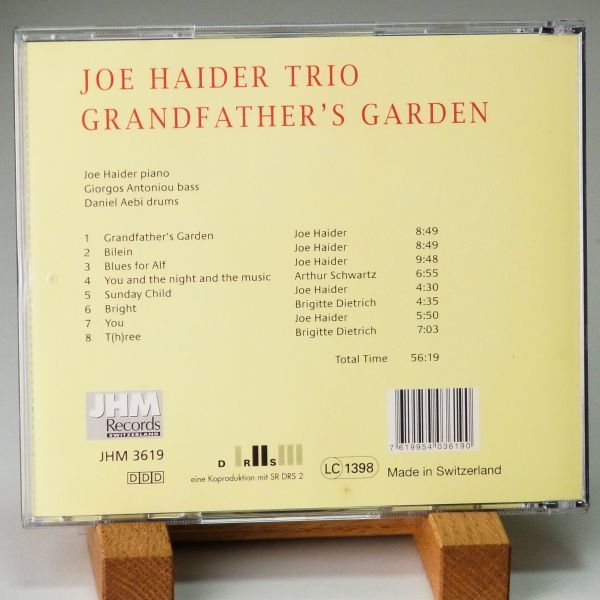 JOE HAIDER TRIO
GRANDFATHER'S GARDEN
Joe Haider piano
Giorgos Antoniou bass
Daniel Aebi drums
1 Grandfather's Garden Joe Haider 8:49
2 Bilein Joe Haider 8:49
3 Blues for Alf Joe Haider 9:48
4 You and the night and the music Arthur Schwartz 6:55
5 Sunday Child Joe Haider 4:30
6 Bright Brigitte Dietrich 4:35
7 You Joe Haider 5:50
8 T(h)ree Brigitte Dietrich 7:03
Total Time 56:19
JHM
Records
SWITZERLAND
JHM 3619
DDD
D R S
eine Koproduktion mit SR DRS 2
LC 1398
7 619954 036190
Made in Switzerland